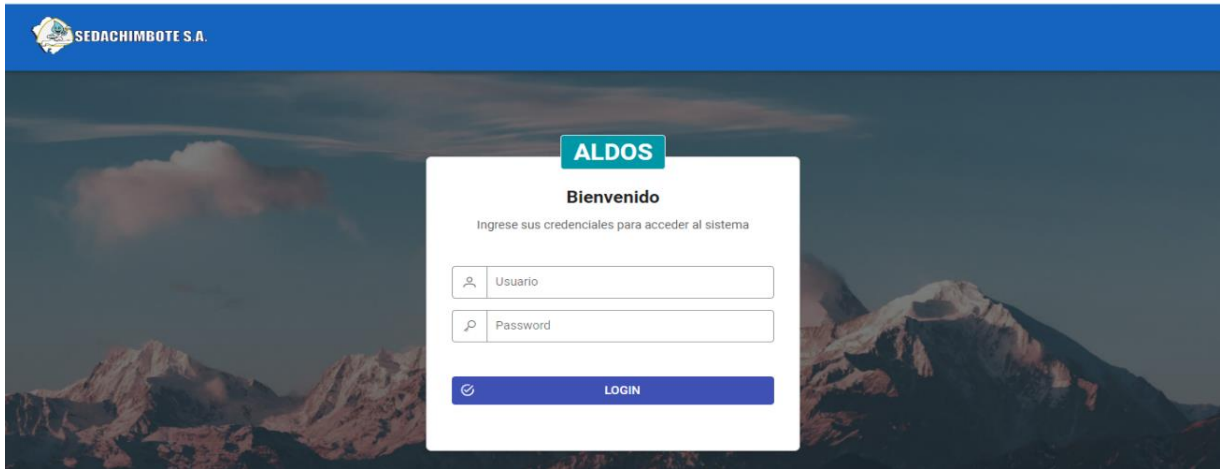 SEDACHIMBOTE S.A.
ALDOS
Bienvenido
Ingrese sus credenciales para acceder al sistema
Usuario
Password
LOGIN